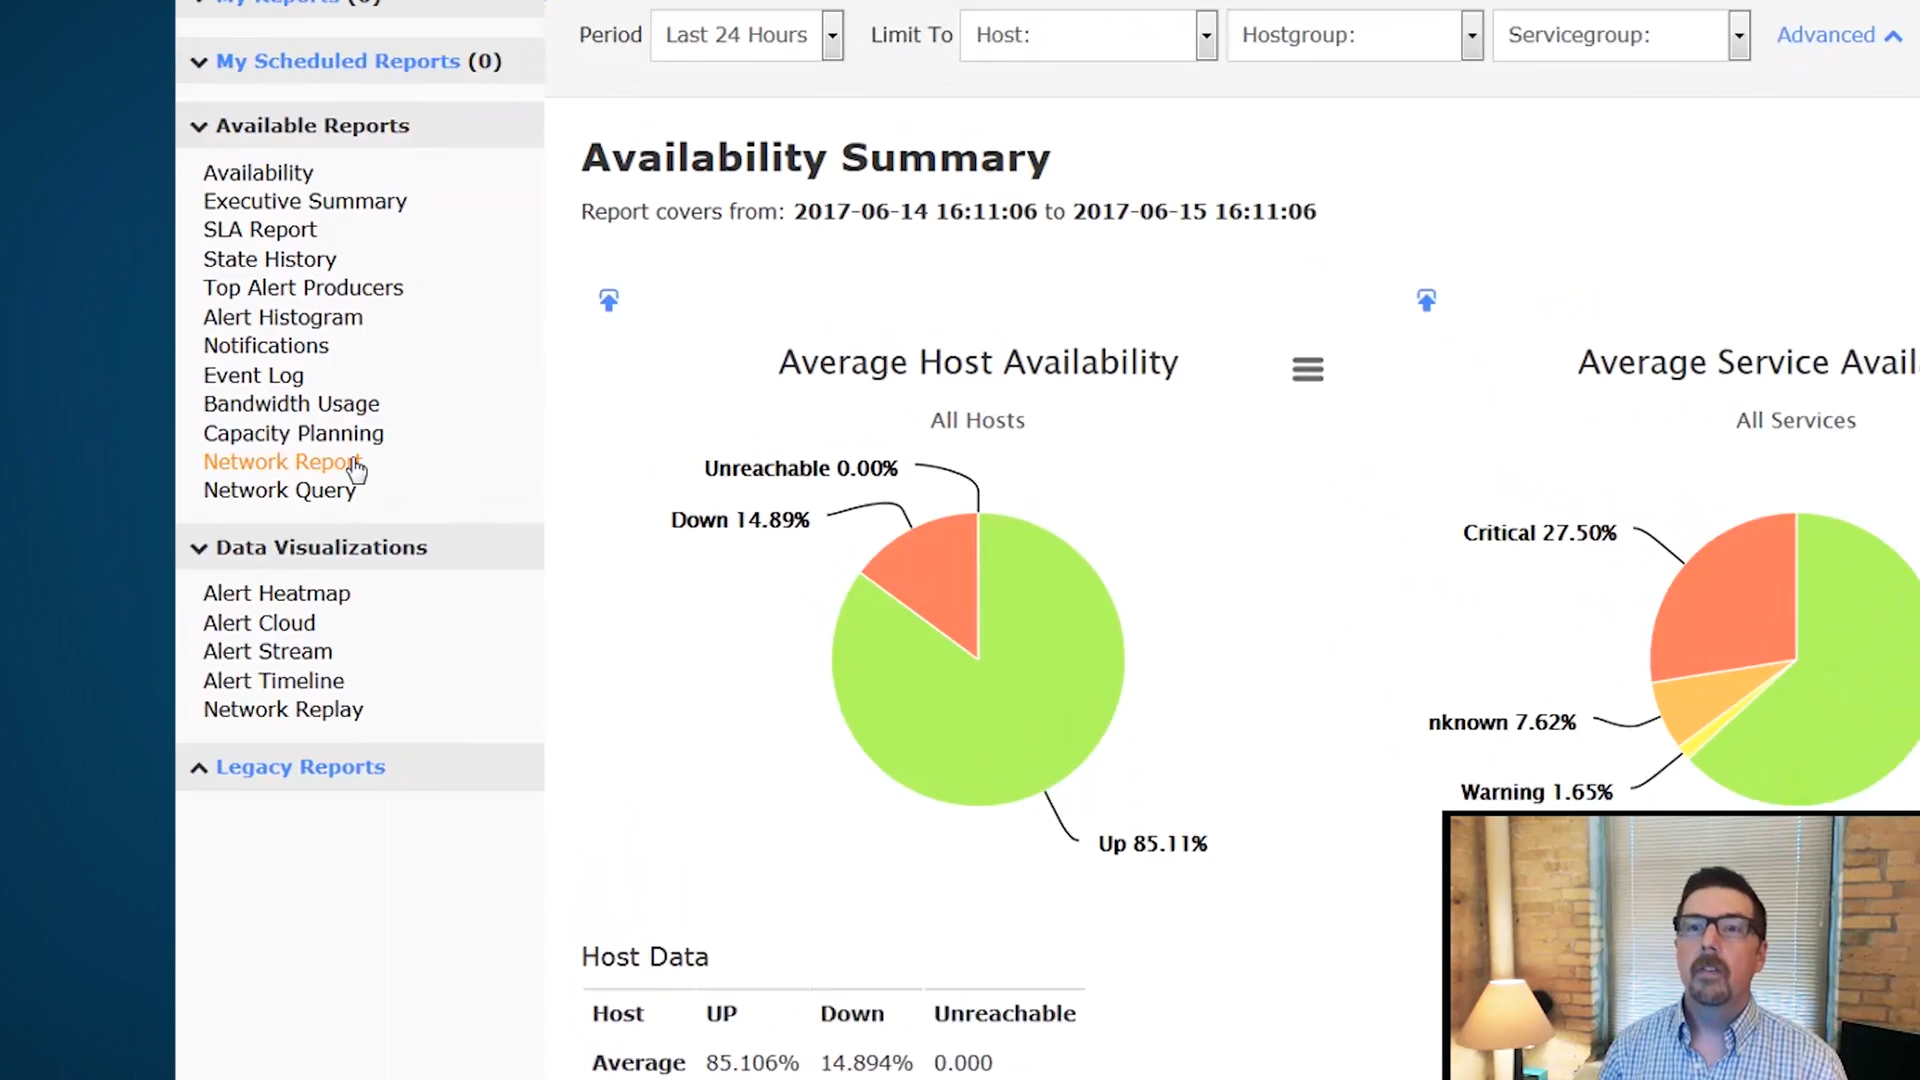 My Reports (0)
My Scheduled Reports (0)
Available Reports
Availability
Executive Summary
SLA Report
State History
Top Alert Producers
Alert Histogram
Notifications
Event Log
Bandwidth Usage
Capacity Planning
Network Report
Network Query
Data Visualizations
Alert Heatmap
Alert Cloud
Alert Stream
Alert Timeline
Network Replay
Legacy Reports
Period Last 24 Hours Limit To Host: Hostgroup: Servicegroup: Advanced
Availability Summary
Report covers from: 2017-06-14 16:11:06 to 2017-06-15 16:11:06
Average Host Availability
All Hosts
Unreachable 0.00%
Down 14.89%
Up 85.11%
Average Service Avail
All Services
Critical 27.50%
nknown 7.62%
Warning 1.65%
Host Data
Host UP Down Unreachable
Average 85.106% 14.894% 0.000